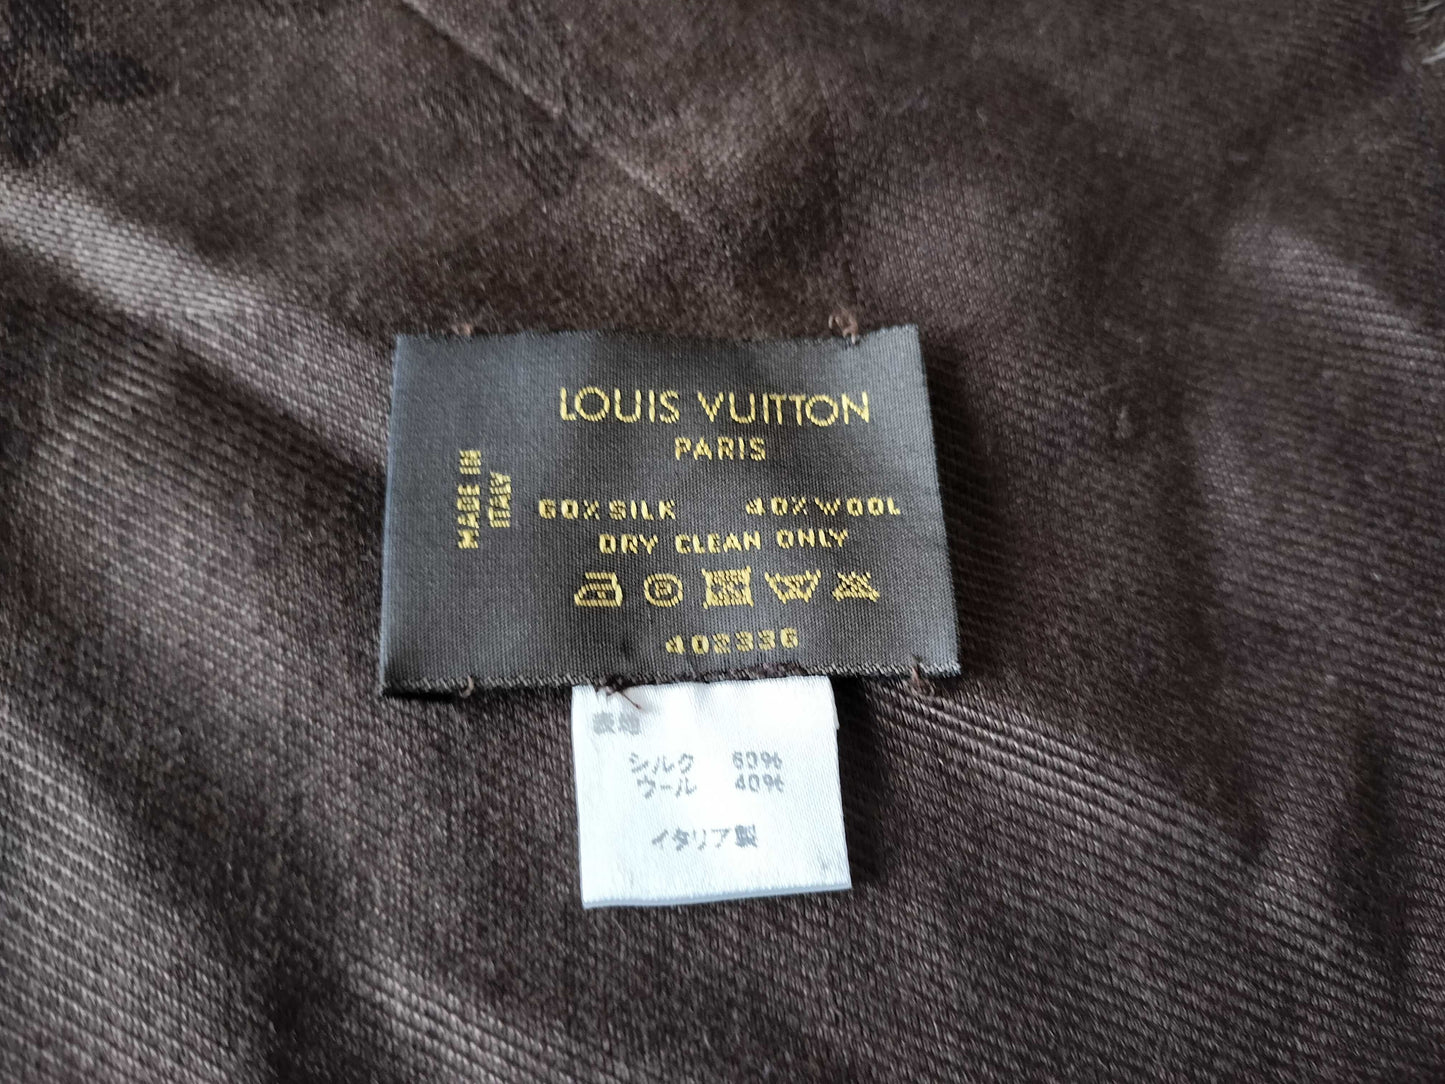 LOUIS VUITTON
PARIS
MADE IN
ITALY
60% SILK 40% WOOL
DRY CLEAN ONLY
402336
表地
シルク 60%
ウール 40%
イタリア製